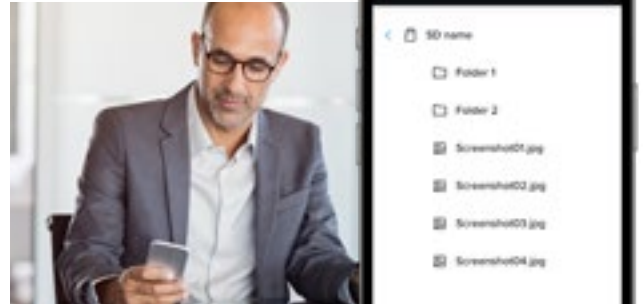 SD name
Folder 1
Folder 2
Screenshot01.jpg
Screenshot02.jpg
Screenshot03.jpg
Screenshot04.jpg